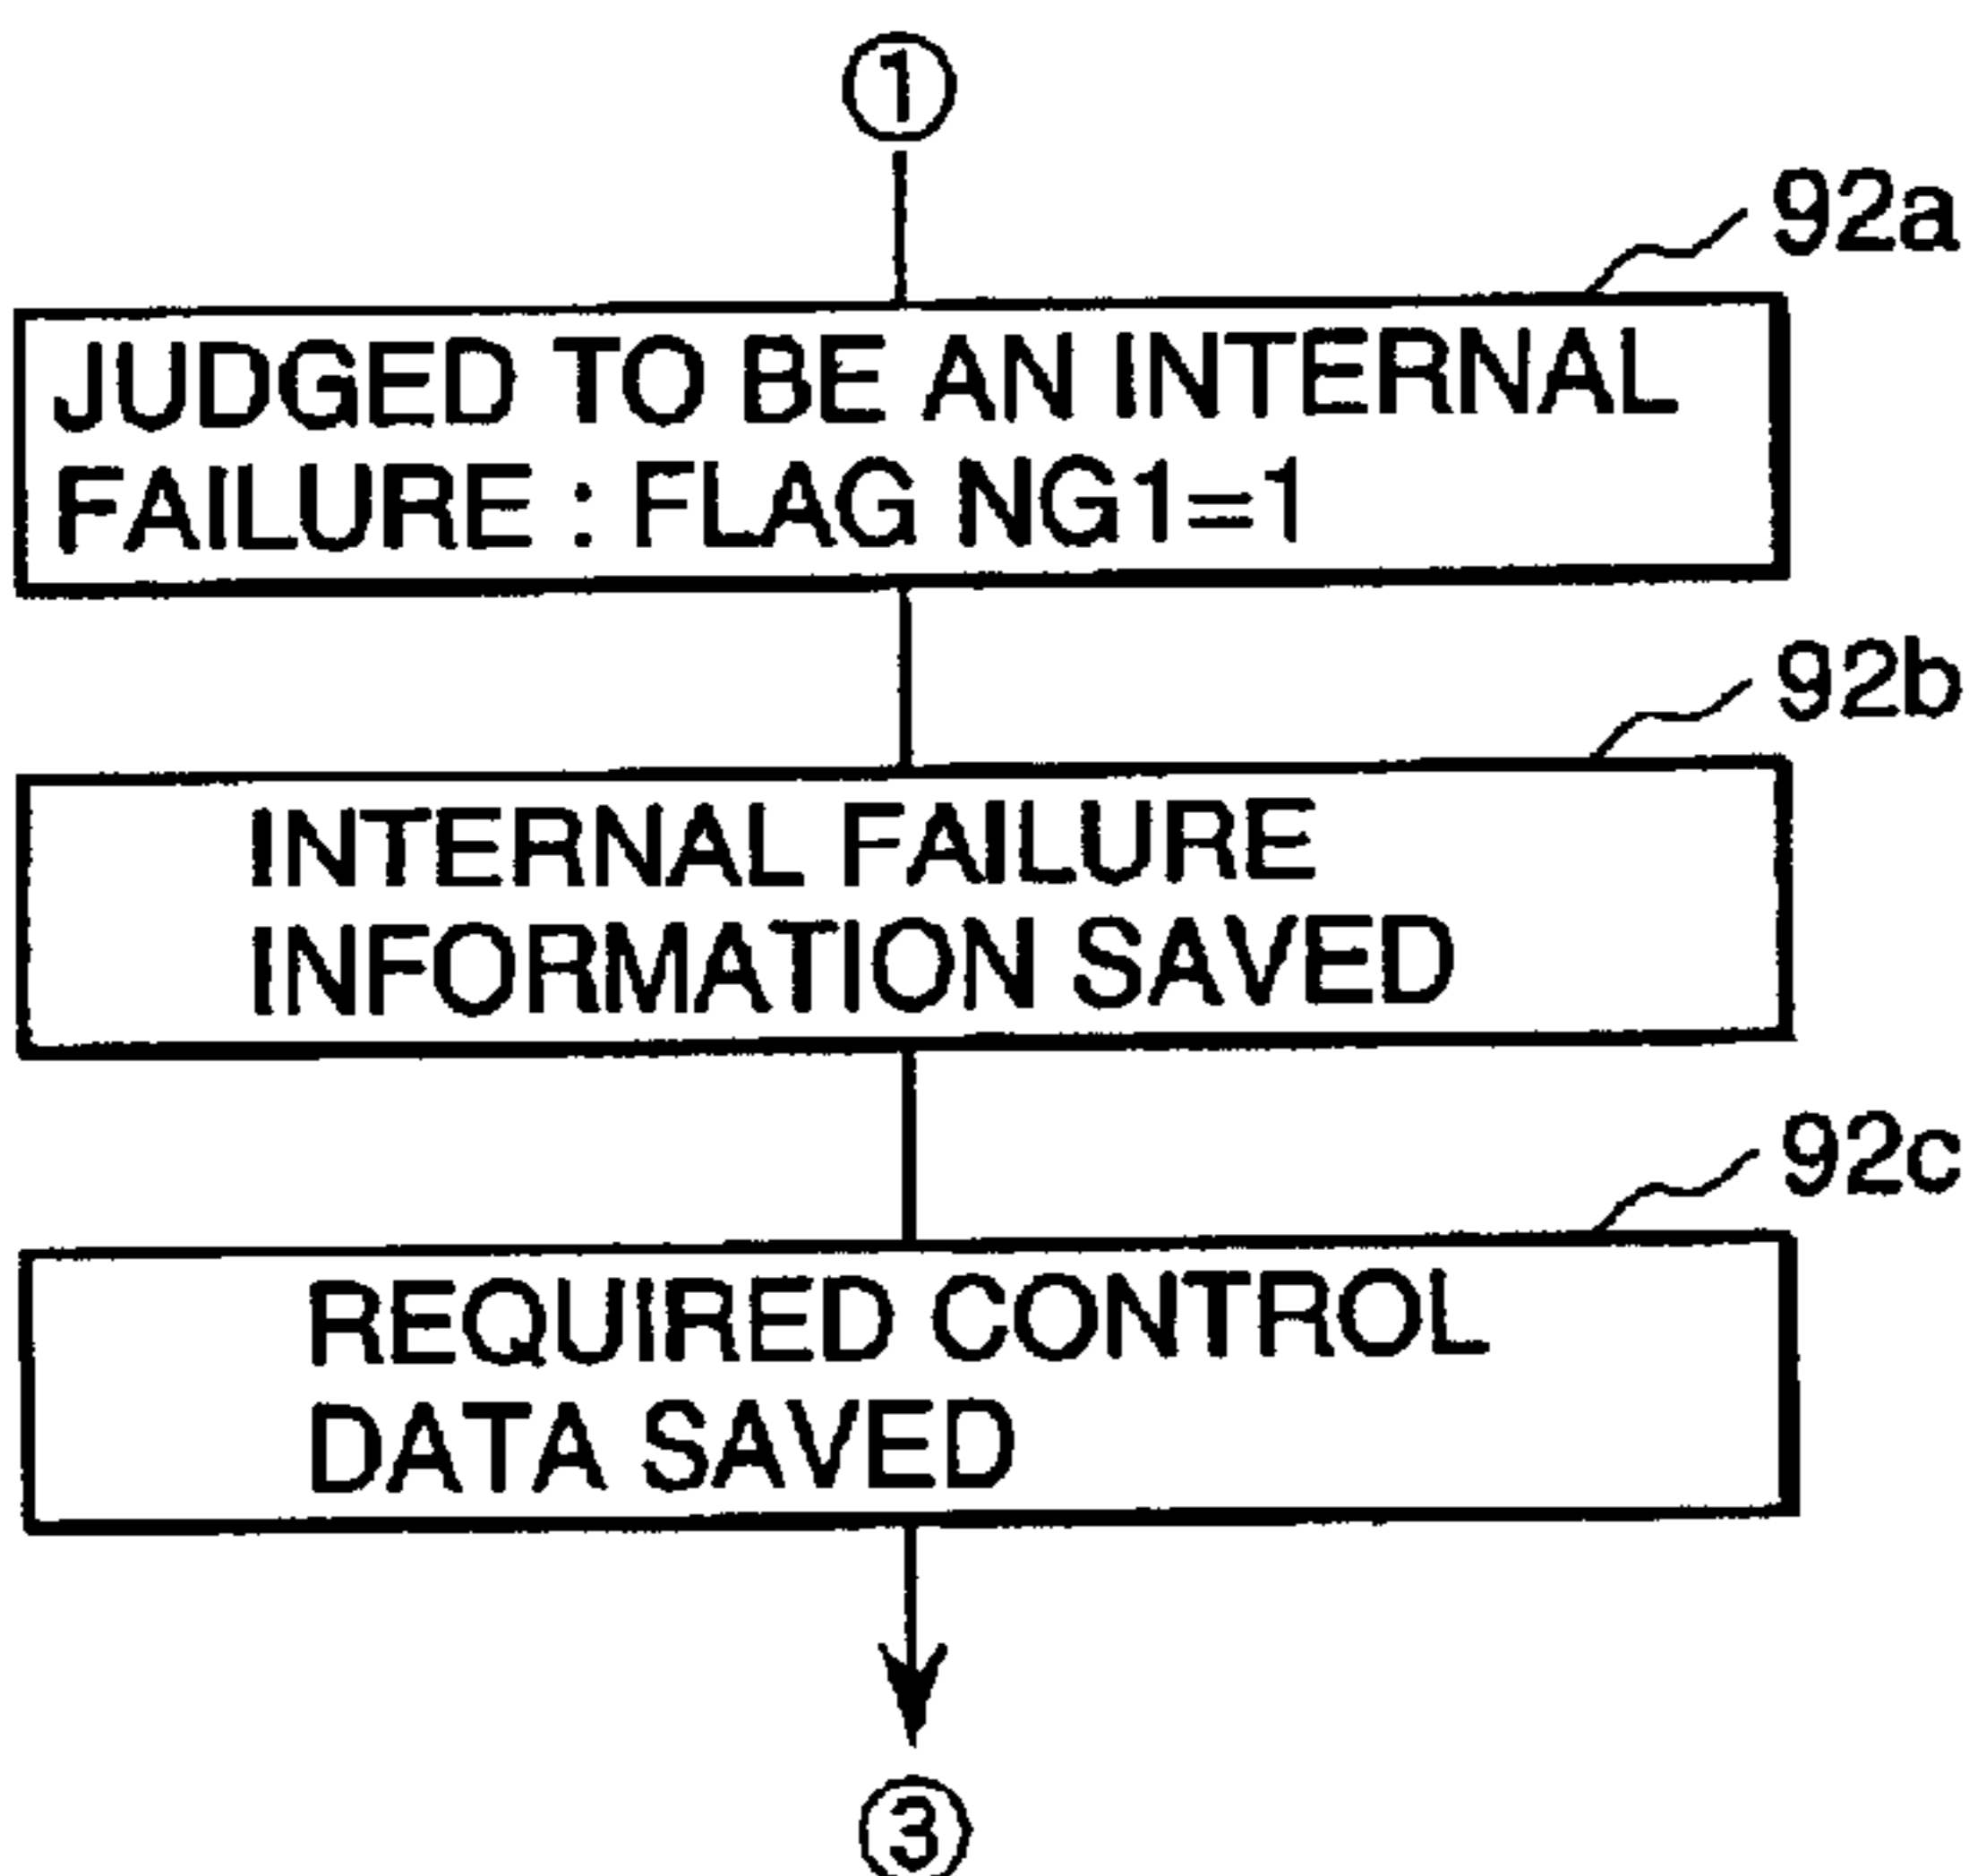 ①
92a
JUDGED TO BE AN INTERNAL
FAILURE : FLAG NG1=1
92b
INTERNAL FAILURE
INFORMATION SAVED
92c
REQUIRED CONTROL
DATA SAVED
③